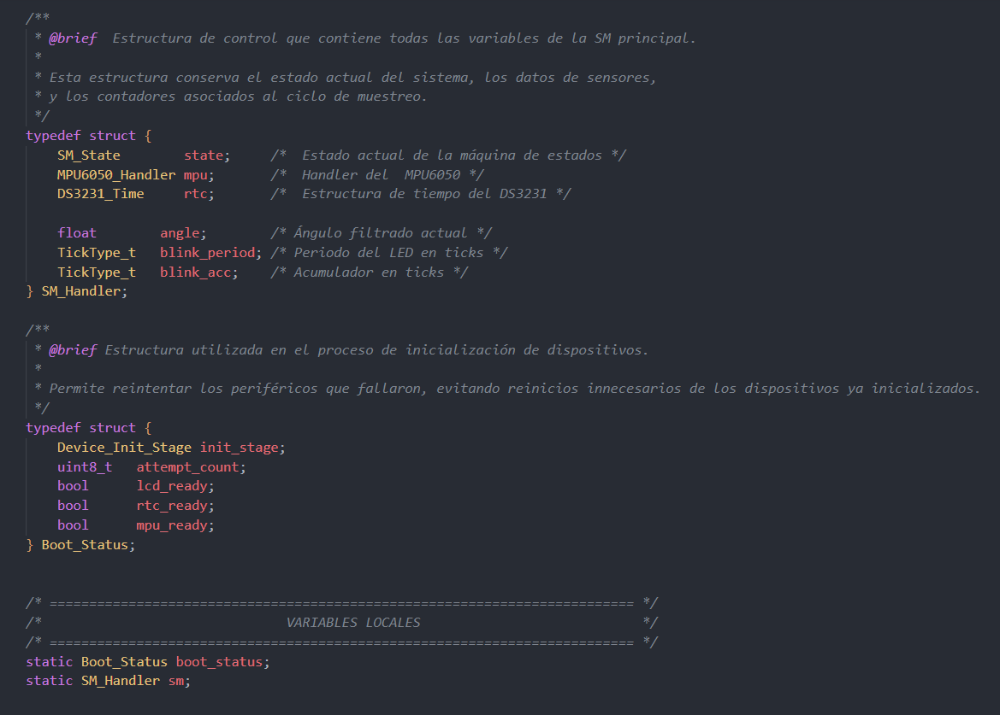 /**
 * @brief  Estructura de control que contiene todas las variables de la SM principal.
 *
 * Esta estructura conserva el estado actual del sistema, los datos de sensores,
 * y los contadores asociados al ciclo de muestreo.
 */
typedef struct {
    SM_State        state;     /*  Estado actual de la máquina de estados */
    MPU6050_Handler mpu;       /*  Handler del  MPU6050 */
    DS3231_Time     rtc;       /*  Estructura de tiempo del DS3231 */

    float        angle;        /* Ángulo filtrado actual */
    TickType_t   blink_period; /* Periodo del LED en ticks */
    TickType_t   blink_acc;    /* Acumulador en ticks */
} SM_Handler;

/**
 * @brief Estructura utilizada en el proceso de inicialización de dispositivos.
 *
 * Permite reintentar los periféricos que fallaron, evitando reinicios innecesarios de los dispositivos ya inicializados.
 */
typedef struct {
    Device_Init_Stage init_stage;
    uint8_t   attempt_count;
    bool      lcd_ready;
    bool      rtc_ready;
    bool      mpu_ready;
} Boot_Status;


/* ========================================================================== */
/*                               VARIABLES LOCALES                            */
/* ========================================================================== */
static Boot_Status boot_status;
static SM_Handler sm;